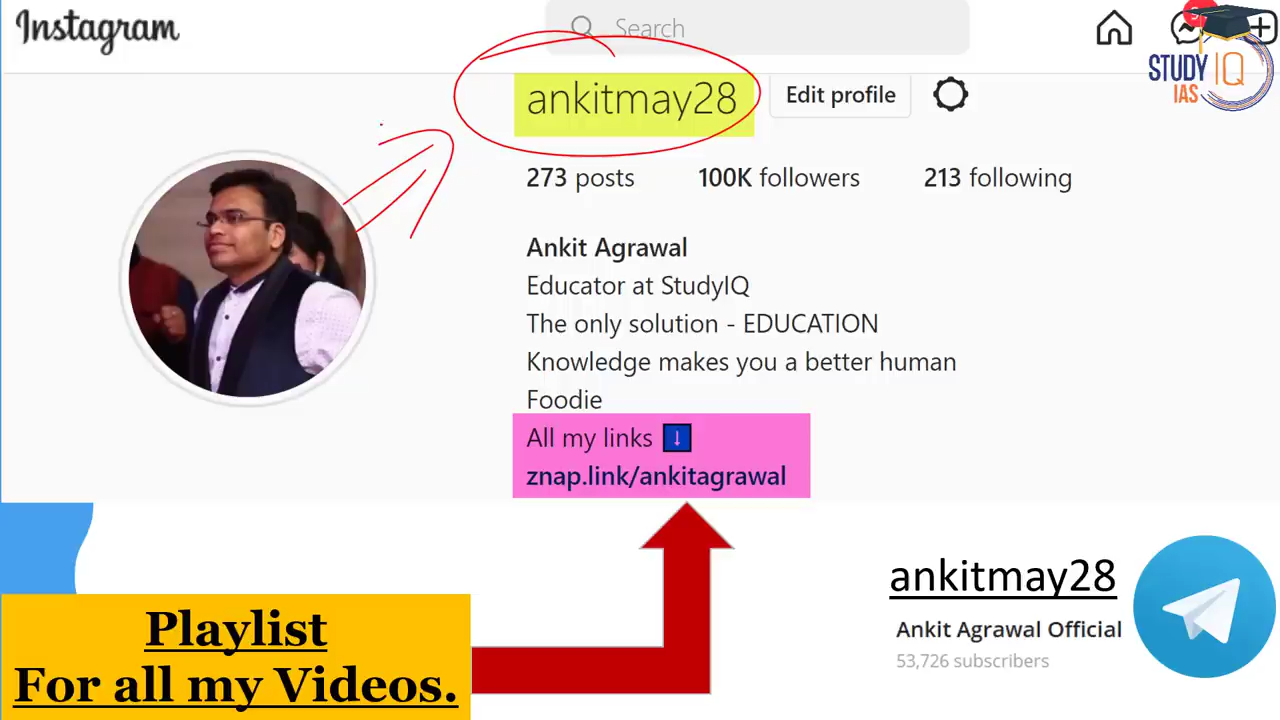 Instagram
Search
9
STUDY IQ
IAS
ankitmay28
Edit profile
273 posts 100K followers 213 following
Ankit Agrawal
Educator at StudyIQ
The only solution - EDUCATION
Knowledge makes you a better human
Foodie
All my links ⬇
znap.link/ankitagrawal
ankitmay28
Ankit Agrawal Official
53,726 subscribers
Playlist
For all my Videos.